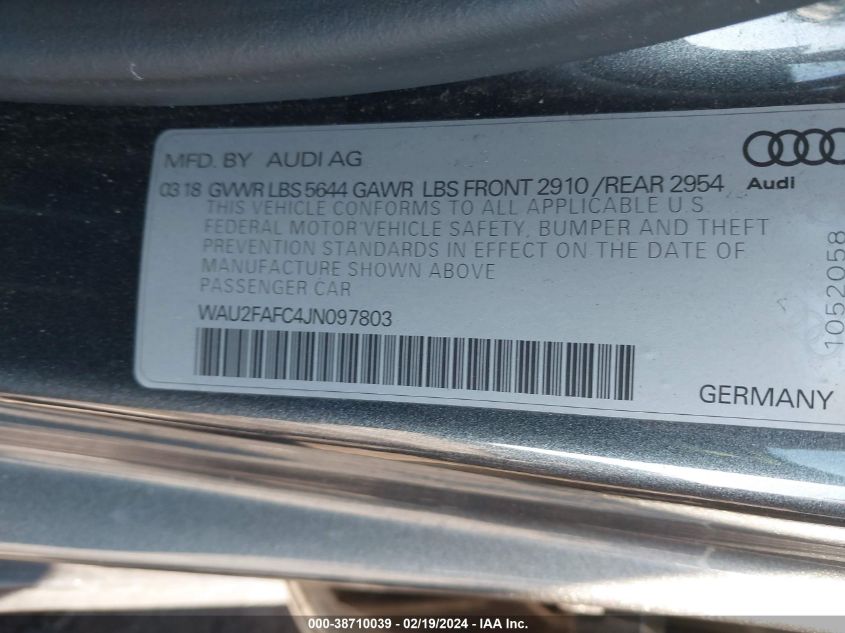 MFD. BY AUDI AG
03 18 GVWR LBS 5644 GAWR LBS FRONT 2910 / REAR 2954
Audi
THIS VEHICLE CONFORMS TO ALL APPLICABLE U.S
FEDERAL MOTOR VEHICLE SAFETY, BUMPER AND THEFT
PREVENTION STANDARDS IN EFFECT ON THE DATE OF
MANUFACTURE SHOWN ABOVE
PASSENGER CAR
WAU2FAFC4JN097803
1052058
GERMANY
000-38710039 - 02/19/2024 - IAA Inc.